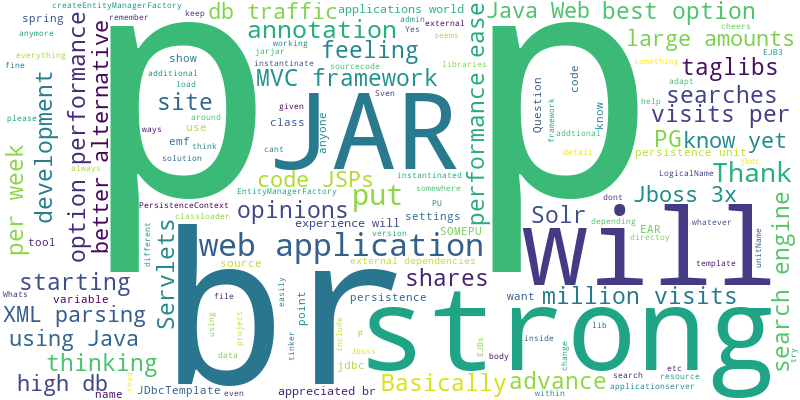 createEntityManagerFactory
db traffic
applications world
admin
external
Java Web best option
spring
remember
keep
Yes
cheers
anymore
annotation
working
seems
large amounts
everything
jarjar
sourcecode
libraries
EJB3
fine
show
feeling
instantinate
something
taglibs
additional
load
MVC framework
adapt
searches
site
JAR
Sven
Question
code
know
help
visits per
please
given
class
anyone
framework
addtional
PG
know yet
development
better alternative
option performance
around
use
ways
emf
think
cant
performance ease
detail
persistence unit
jbdc
per week
always
solution
code JSPs
instantinated
somewhere
LogicalName
Thank
EntityManagerFactory
put
PU
dont
Jboss 3x
PersistenceContext
opinions
settings
Solr
whatever
classloader
experience will
SOMEPU
depending
EAR
tool
different
version
directoy
web application
will
unitName
search engine
Servlets
source
external dependencies
template
Whats
starting
file
easily
point
shares
million visits
variable
br
persistence
want
XML parsing
using
project
include
p
strong
lib
using Java
tinker
Jboss
EJBs
inside
change
try
thinking
data
jdbc
body
search
etc
high db
read
JDbcTemplate
Basically
advance
resource
name
even
appreciated br
within
applicationserver
p
p